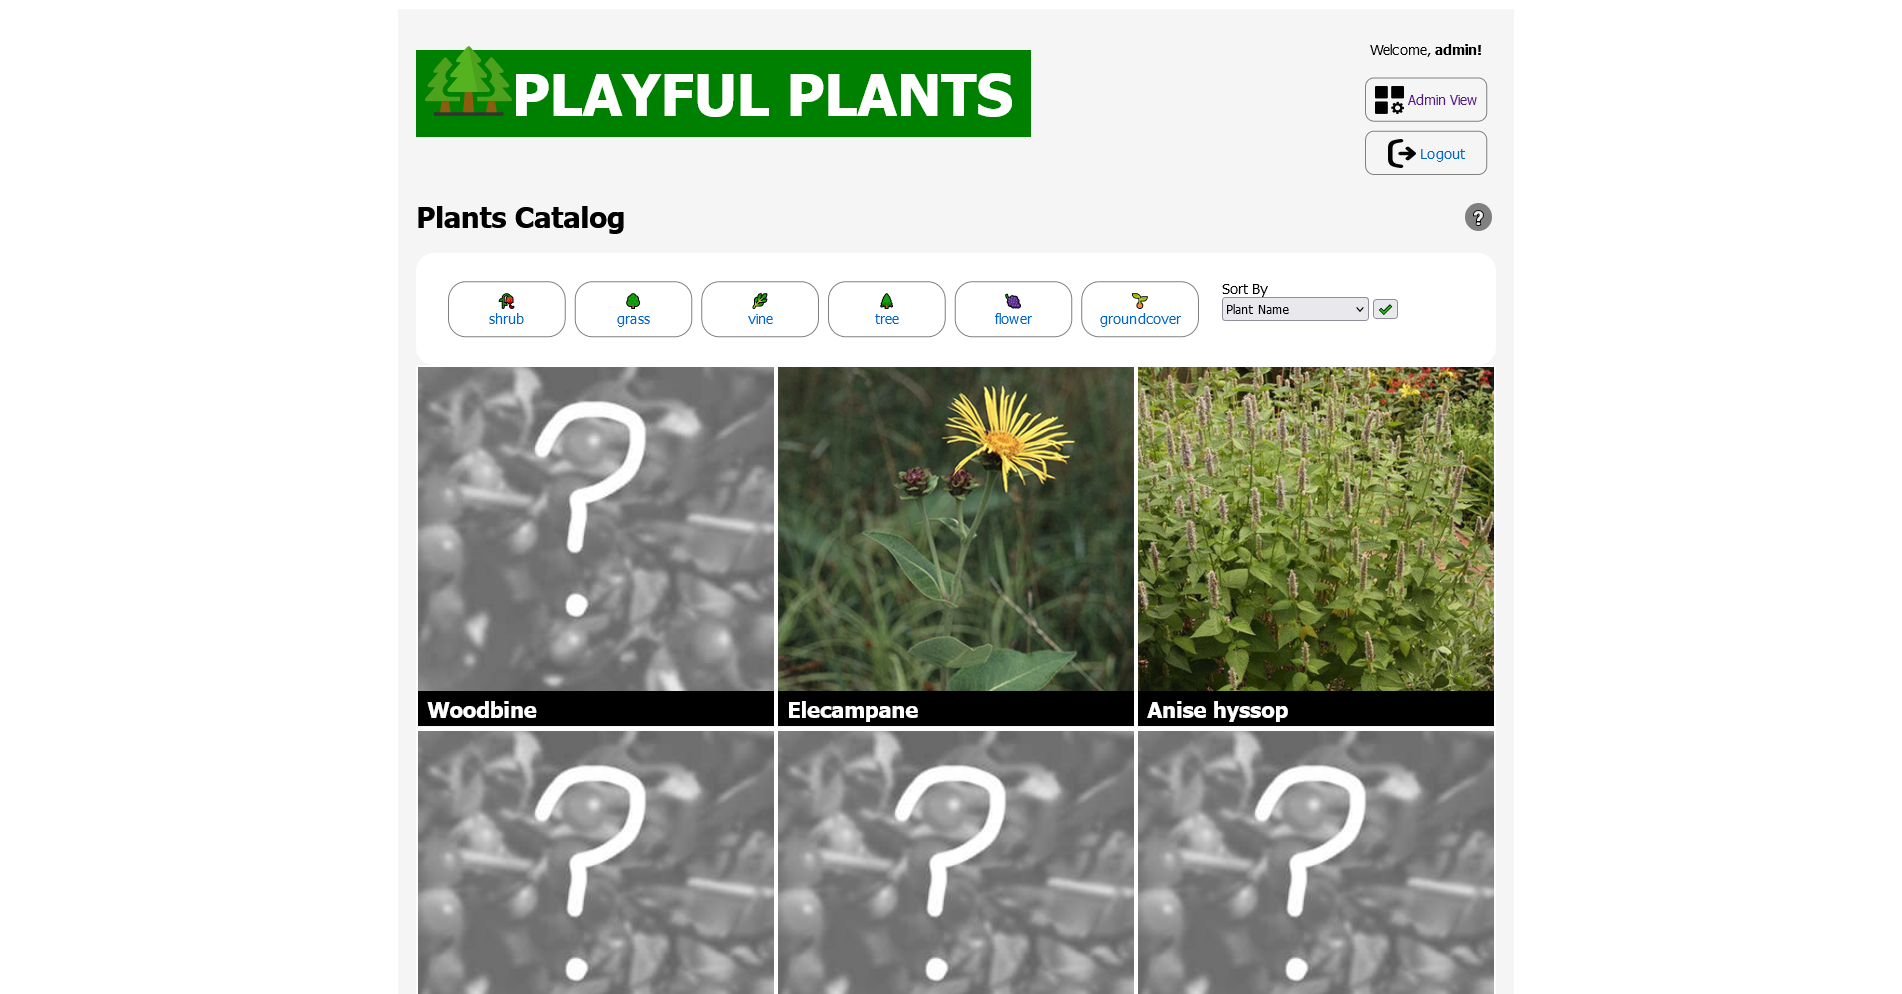 PLAYFUL PLANTS
Welcome, admin!
Admin View
Logout
Plants Catalog
?
shrub
grass
vine
tree
flower
groundcover
Sort By
Plant Name
?
Woodbine
Elecampane
Anise hyssop
?
?
?